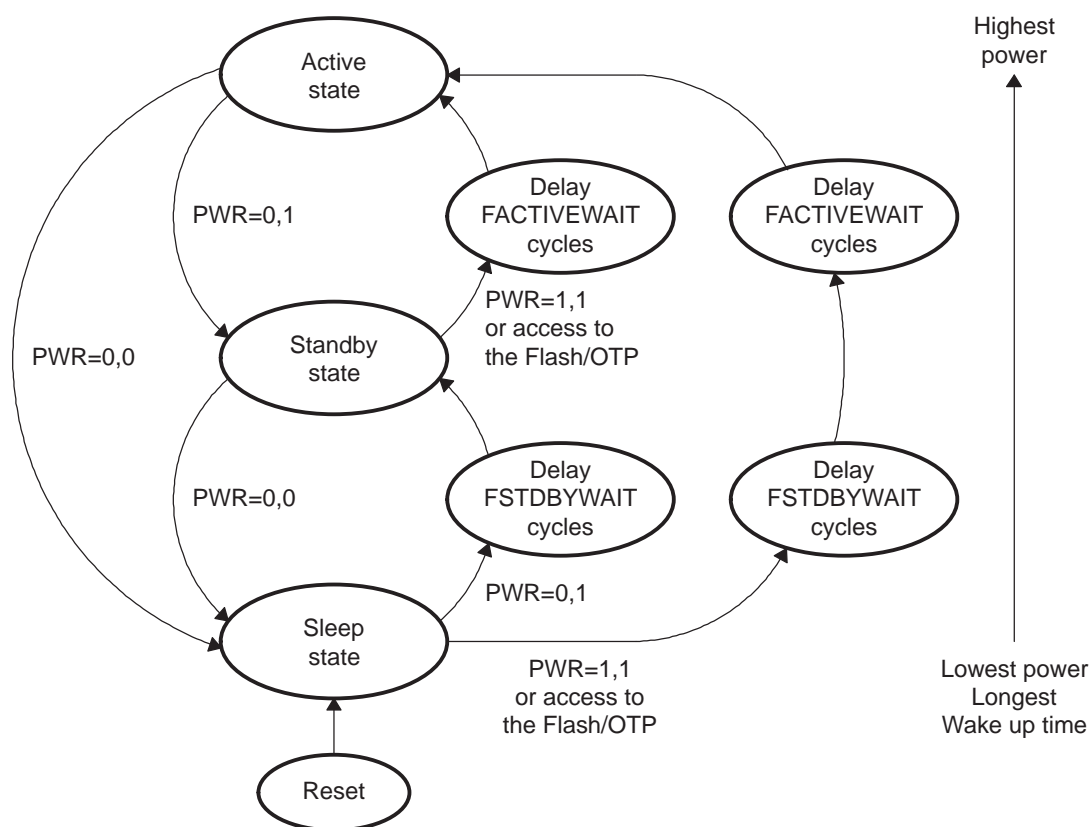 Highest
power
Active
state
Delay
FACTIVEWAIT
cycles
Delay
FACTIVEWAIT
cycles
PWR=0,1
PWR=1,1
or access to
the Flash/OTP
PWR=0,0
Standby
state
Delay
FSTDBYWAIT
cycles
Delay
FSTDBYWAIT
cycles
PWR=0,0
PWR=0,1
Sleep
state
PWR=1,1
or access to
the Flash/OTP
Lowest power
Longest
Wake up time
Reset